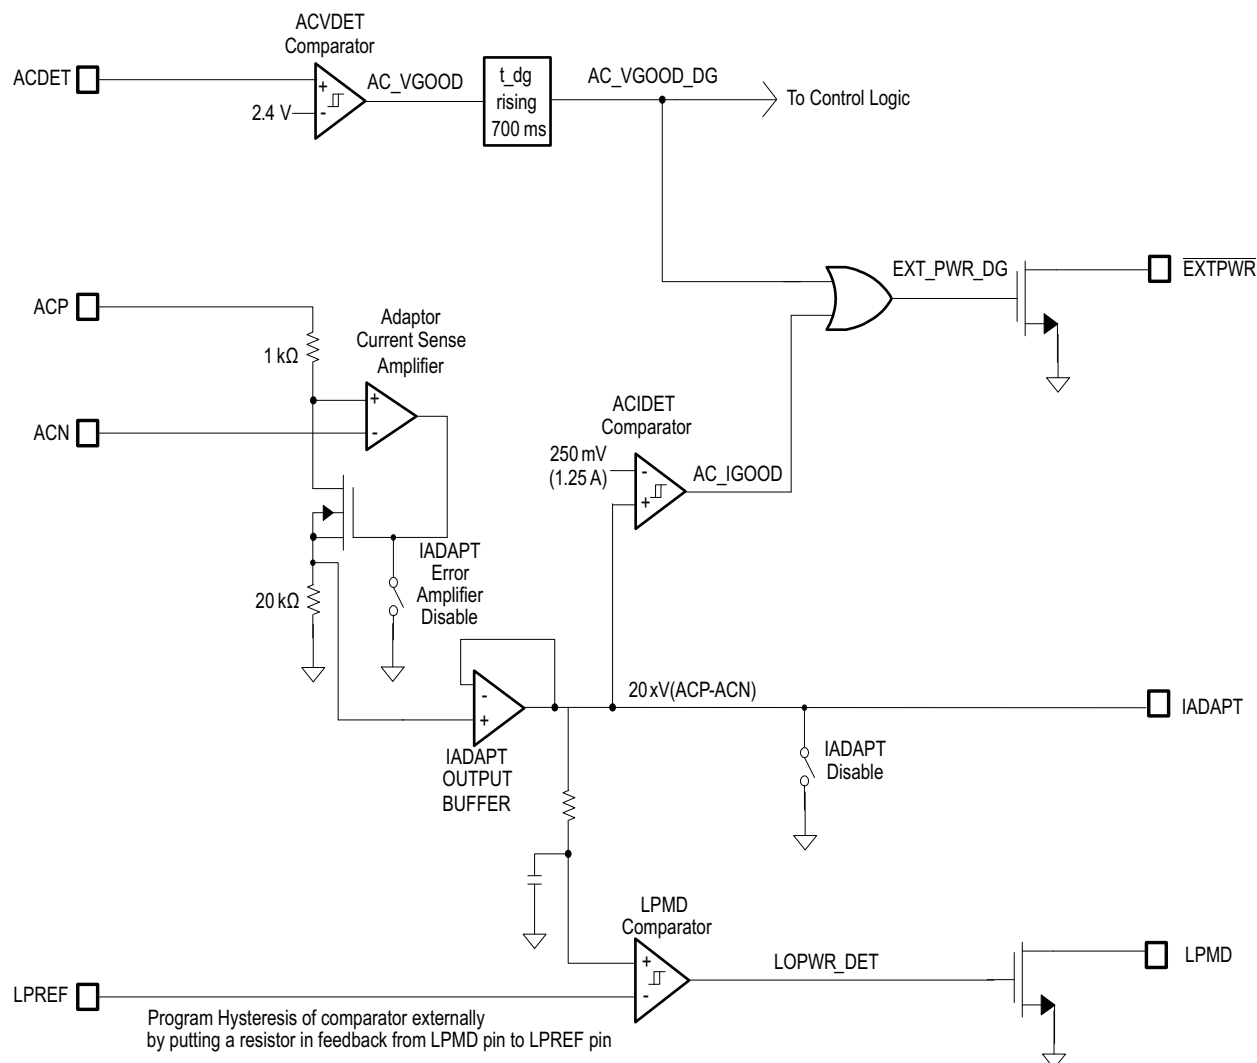 ACVDET
Comparator
ACDET
AC_VGOOD
t_dg
rising
700 ms
AC_VGOOD_DG
To Control Logic
+
2.4 V
-
EXT_PWR_DG
EXTPWR
ACP
Adaptor
Current Sense
Amplifier
1 kΩ
+
ACN
-
ACIDET
Comparator
250 mV
(1.25 A)
-
+
AC_IGOOD
IADAPT
Error
Amplifier
Disable
20 kΩ
20 xV(ACP-ACN)
IADAPT
-
+
IADAPT
OUTPUT
BUFFER
IADAPT
Disable
LPMD
Comparator
+
-
LOPWR_DET
LPMD
LPREF
Program Hysteresis of comparator externally
by putting a resistor in feedback from LPMD pin to LPREF pin